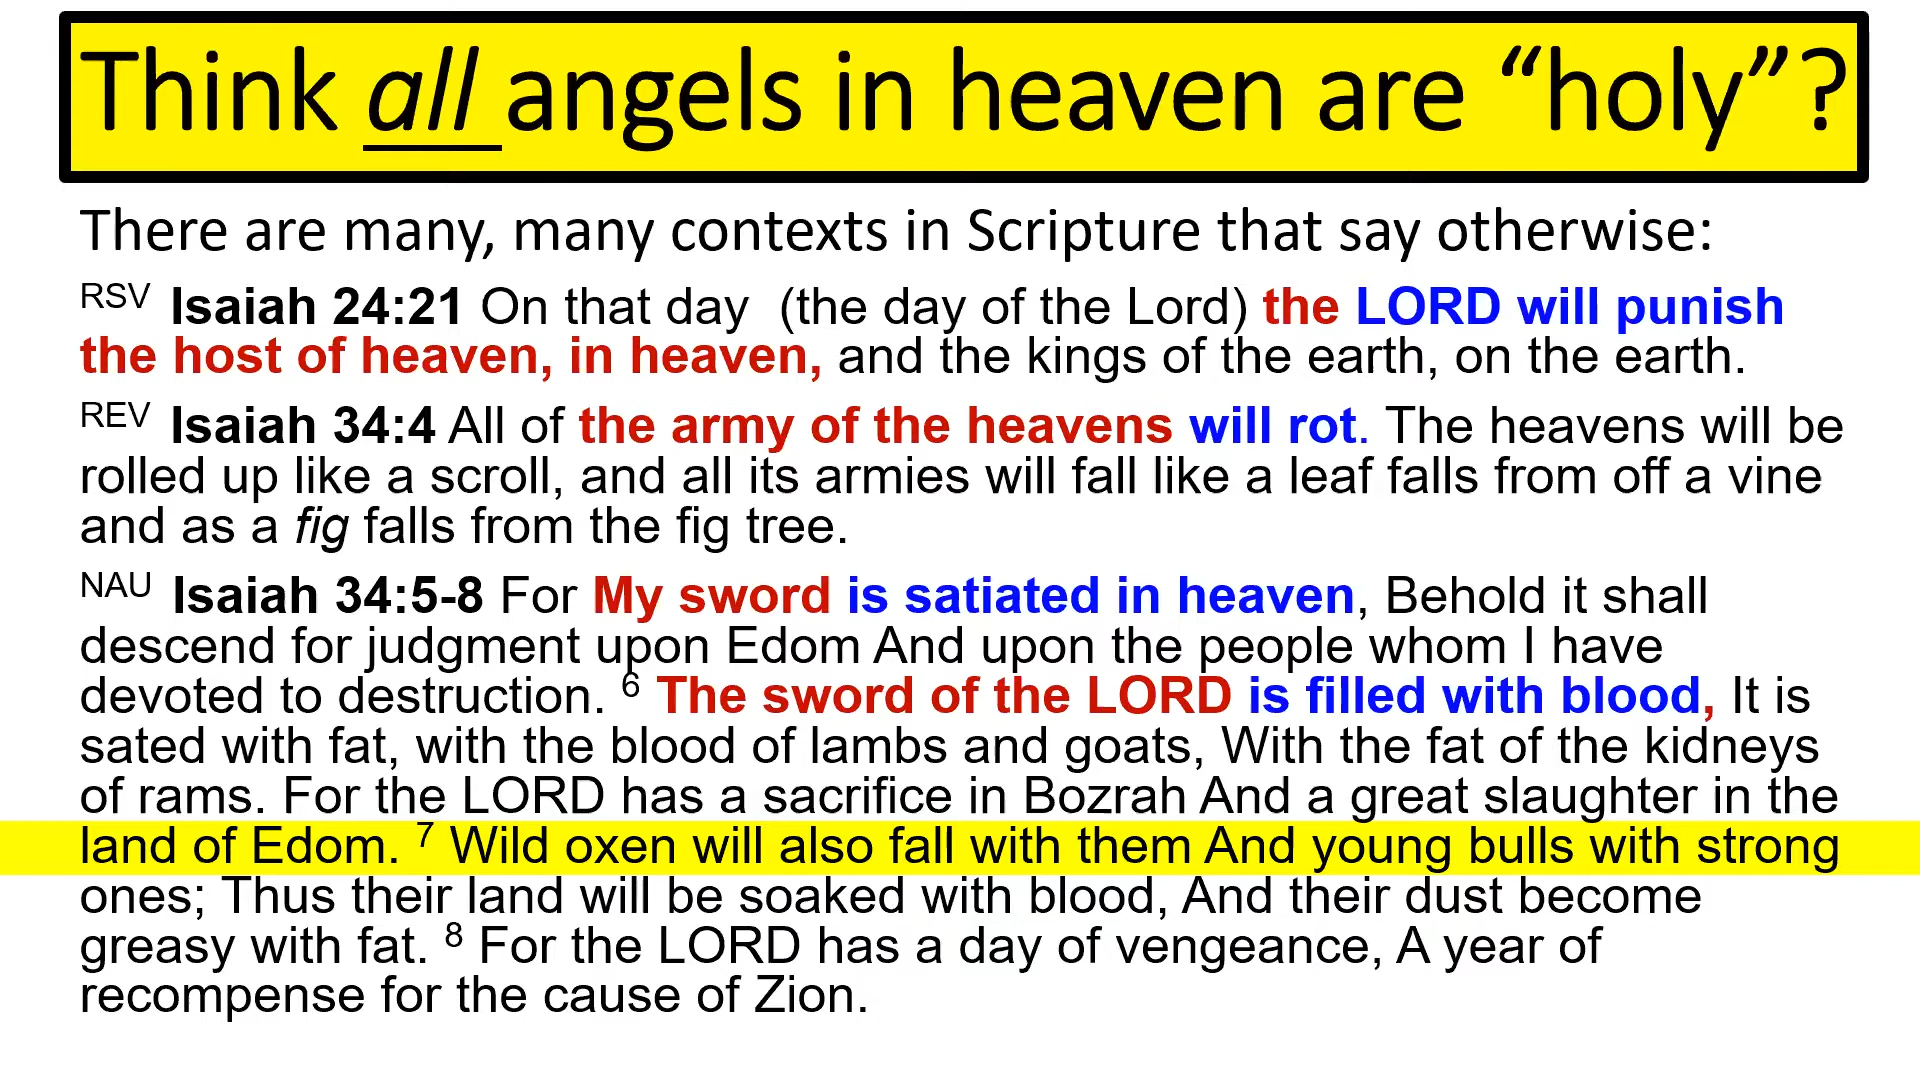 Think all angels in heaven are “holy”?
There are many, many contexts in Scripture that say otherwise:
RSV Isaiah 24:21 On that day (the day of the Lord) the LORD will punish
the host of heaven, in heaven, and the kings of the earth, on the earth.
REV Isaiah 34:4 All of the army of the heavens will rot. The heavens will be
rolled up like a scroll, and all its armies will fall like a leaf falls from off a vine
and as a fig falls from the fig tree.
NAU Isaiah 34:5-8 For My sword is satiated in heaven, Behold it shall
descend for judgment upon Edom And upon the people whom I have
devoted to destruction. 6 The sword of the LORD is filled with blood, It is
sated with fat, with the blood of lambs and goats, With the fat of the kidneys
of rams. For the LORD has a sacrifice in Bozrah And a great slaughter in the
land of Edom. 7 Wild oxen will also fall with them And young bulls with strong
ones; Thus their land will be soaked with blood, And their dust become
greasy with fat. 8 For the LORD has a day of vengeance, A year of
recompense for the cause of Zion.